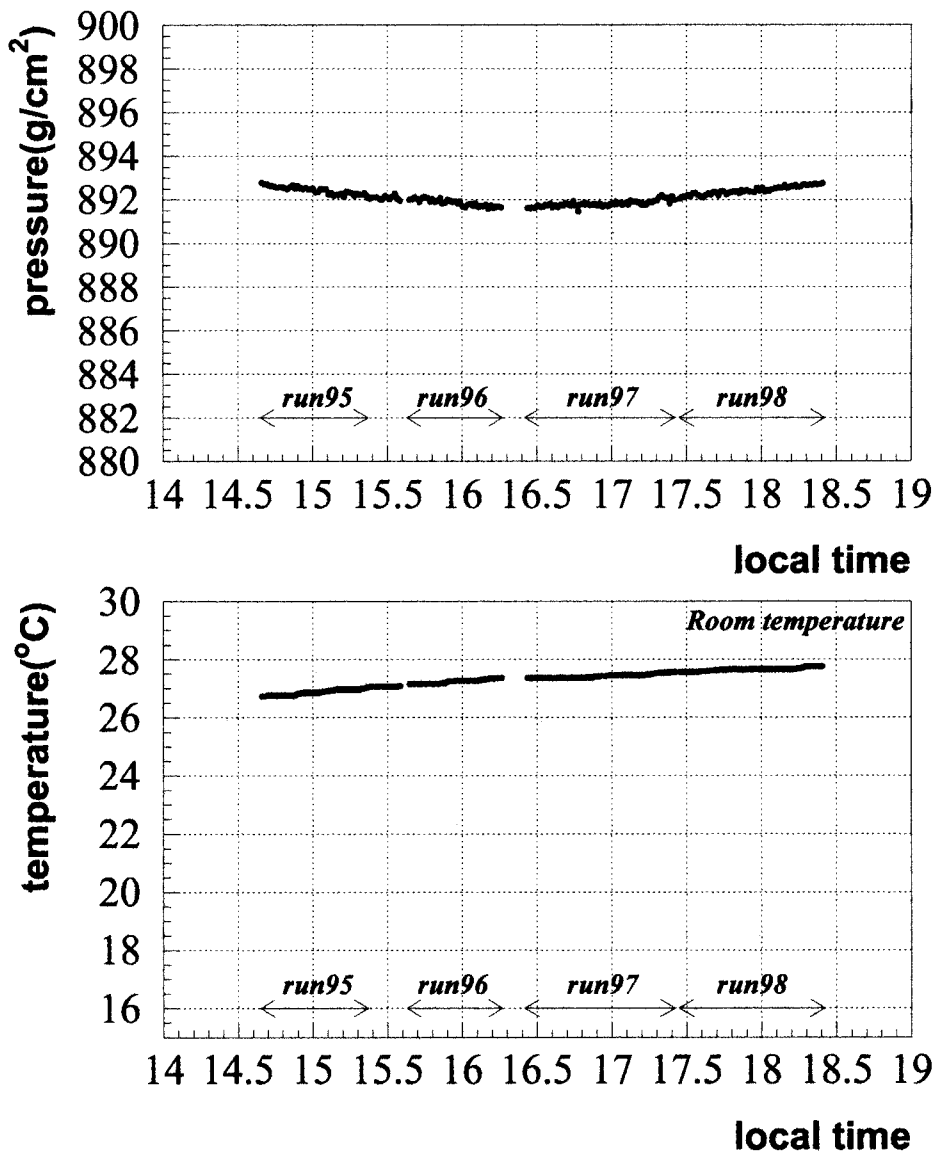 pressure(g/cm²)
900
898
896
894
892
890
888
886
884
882
880
run95 run96 run97 run98
14 14.5 15 15.5 16 16.5 17 17.5 18 18.5 19
local time
temperature(°C)
30
28
26
24
22
20
18
16
Room temperature
run95 run96 run97 run98
14 14.5 15 15.5 16 16.5 17 17.5 18 18.5 19
local time